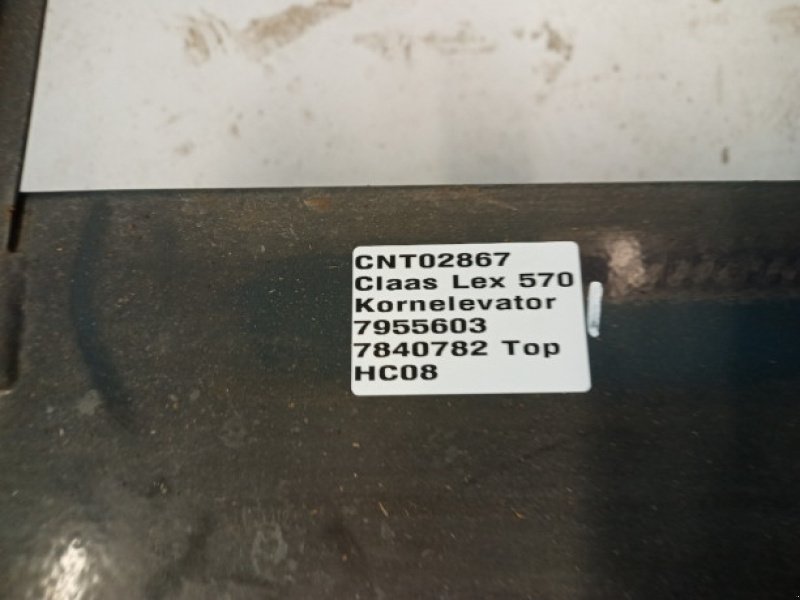 CNT02867
Claas Lex 570
Kornelevator
7955603
7840782 Top
HC08